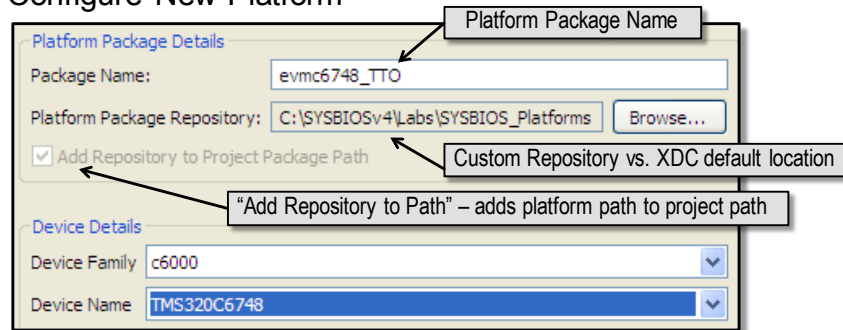 Configure New Platform
Platform Package Name
Platform Package Details
Package Name: evmc6748_TTO
Platform Package Repository: C:\SYSBIOSv4\Labs\SYSBIOS_Platforms Browse...
Add Repository to Project Package Path
Custom Repository vs. XDC default location
"Add Repository to Path" – adds platform path to project path
Device Details
Device Family c6000
Device Name TMS320C6748